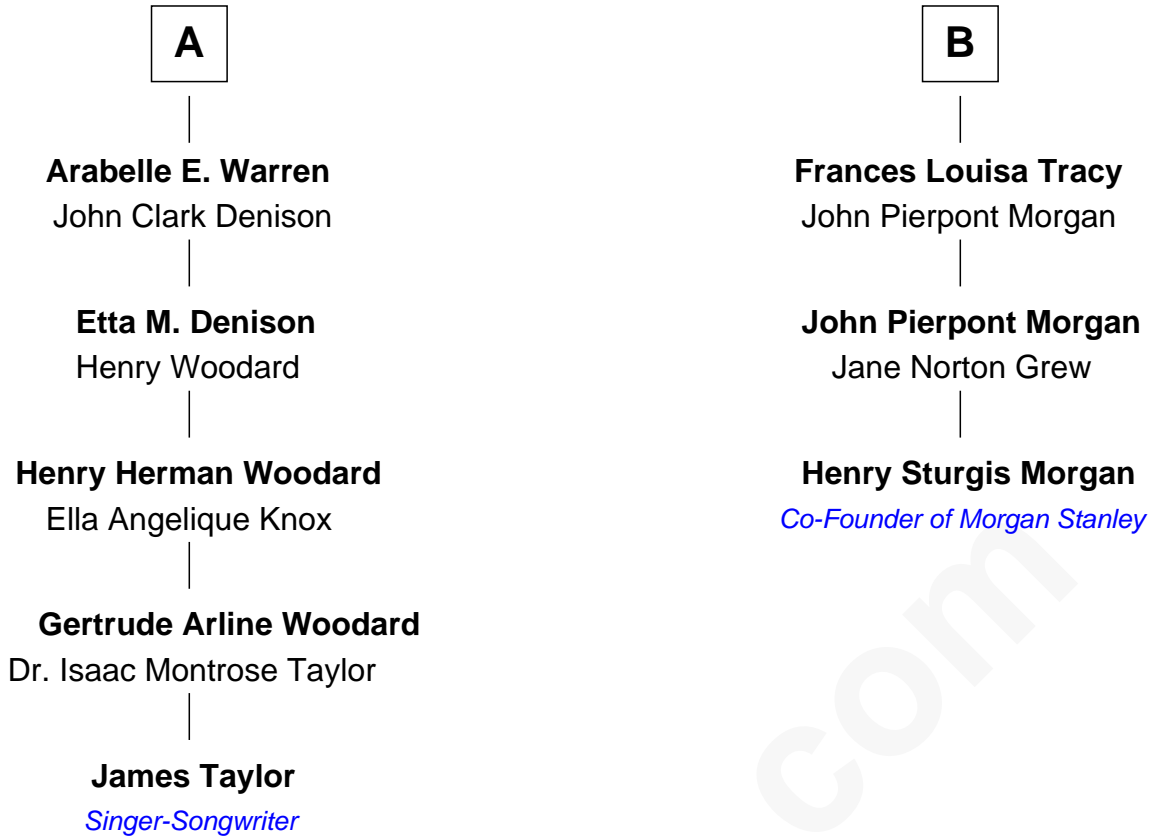 A
Arabelle E. Warren
John Clark Denison
Etta M. Denison
Henry Woodard
Henry Herman Woodard
Ella Angelique Knox
Gertrude Arline Woodard
Dr. Isaac Montrose Taylor
James Taylor
Singer-Songwriter
B
Frances Louisa Tracy
John Pierpont Morgan
John Pierpont Morgan
Jane Norton Grew
Henry Sturgis Morgan
Co-Founder of Morgan Stanley
com